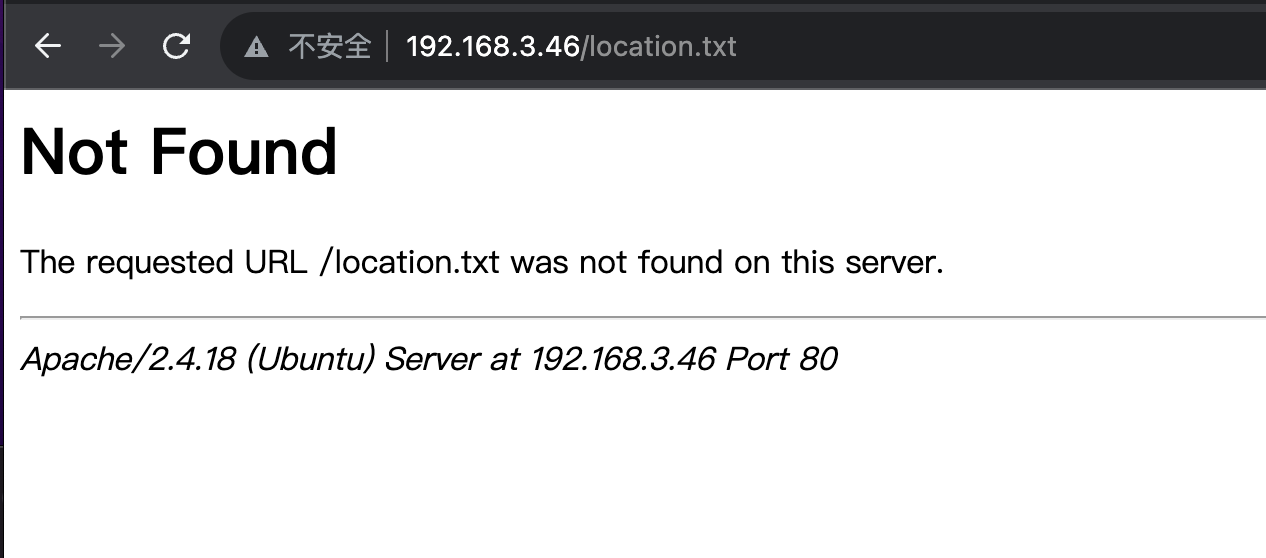 不安全 192.168.3.46/location.txt
Not Found
The requested URL /location.txt was not found on this server.
Apache/2.4.18 (Ubuntu) Server at 192.168.3.46 Port 80